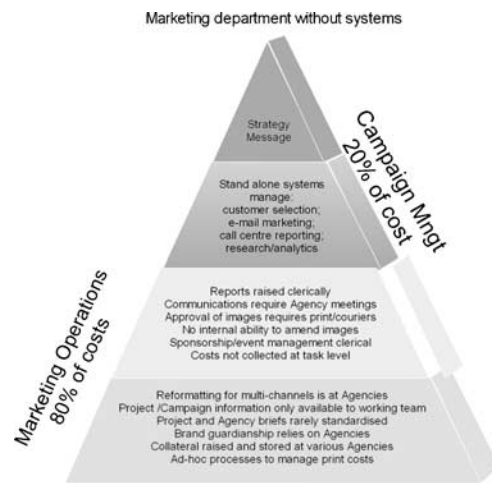 Marketing department without systems
Strategy
Message
Campaign Mngt
20% of cost
Stand alone systems
manage:
customer selection;
e-mail marketing;
call centre reporting;
research/analytics
Marketing Operations
80% of costs
Reports raised clerically
Communications require Agency meetings
Approval of images requires print/couriers
No internal ability to amend images
Sponsorship/event management clerical
Costs not collected at task level
Reformatting for multi-channels is at Agencies
Project /Campaign information only available to working team
Project and Agency briefs rarely standardised
Brand guardianship relies on Agencies
Collateral raised and stored at various Agencies
Ad-hoc processes to manage print costs